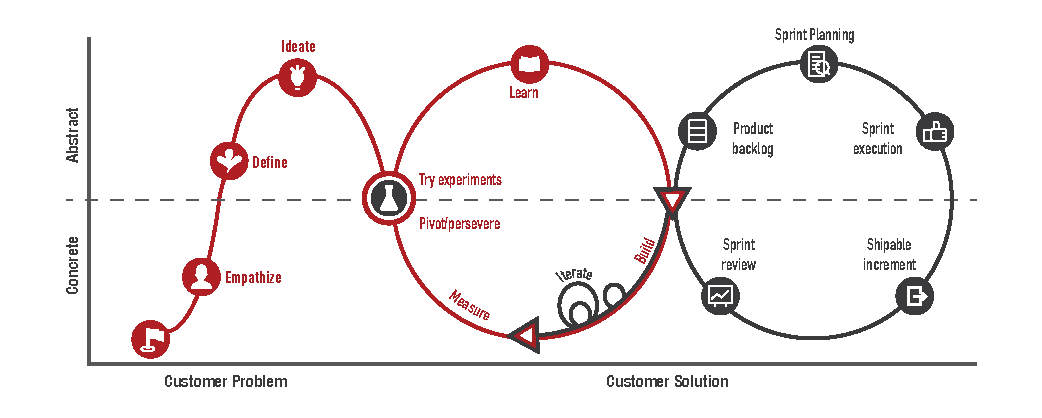 Sprint Planning
Ideate
Learn
Abstract
Product
backlog
Sprint
execution
Define
Try experiments
Pivot/persevere
Concrete
Empathize
Measure
Iterate
Build
Sprint
review
Shipable
increment
Customer Problem
Customer Solution